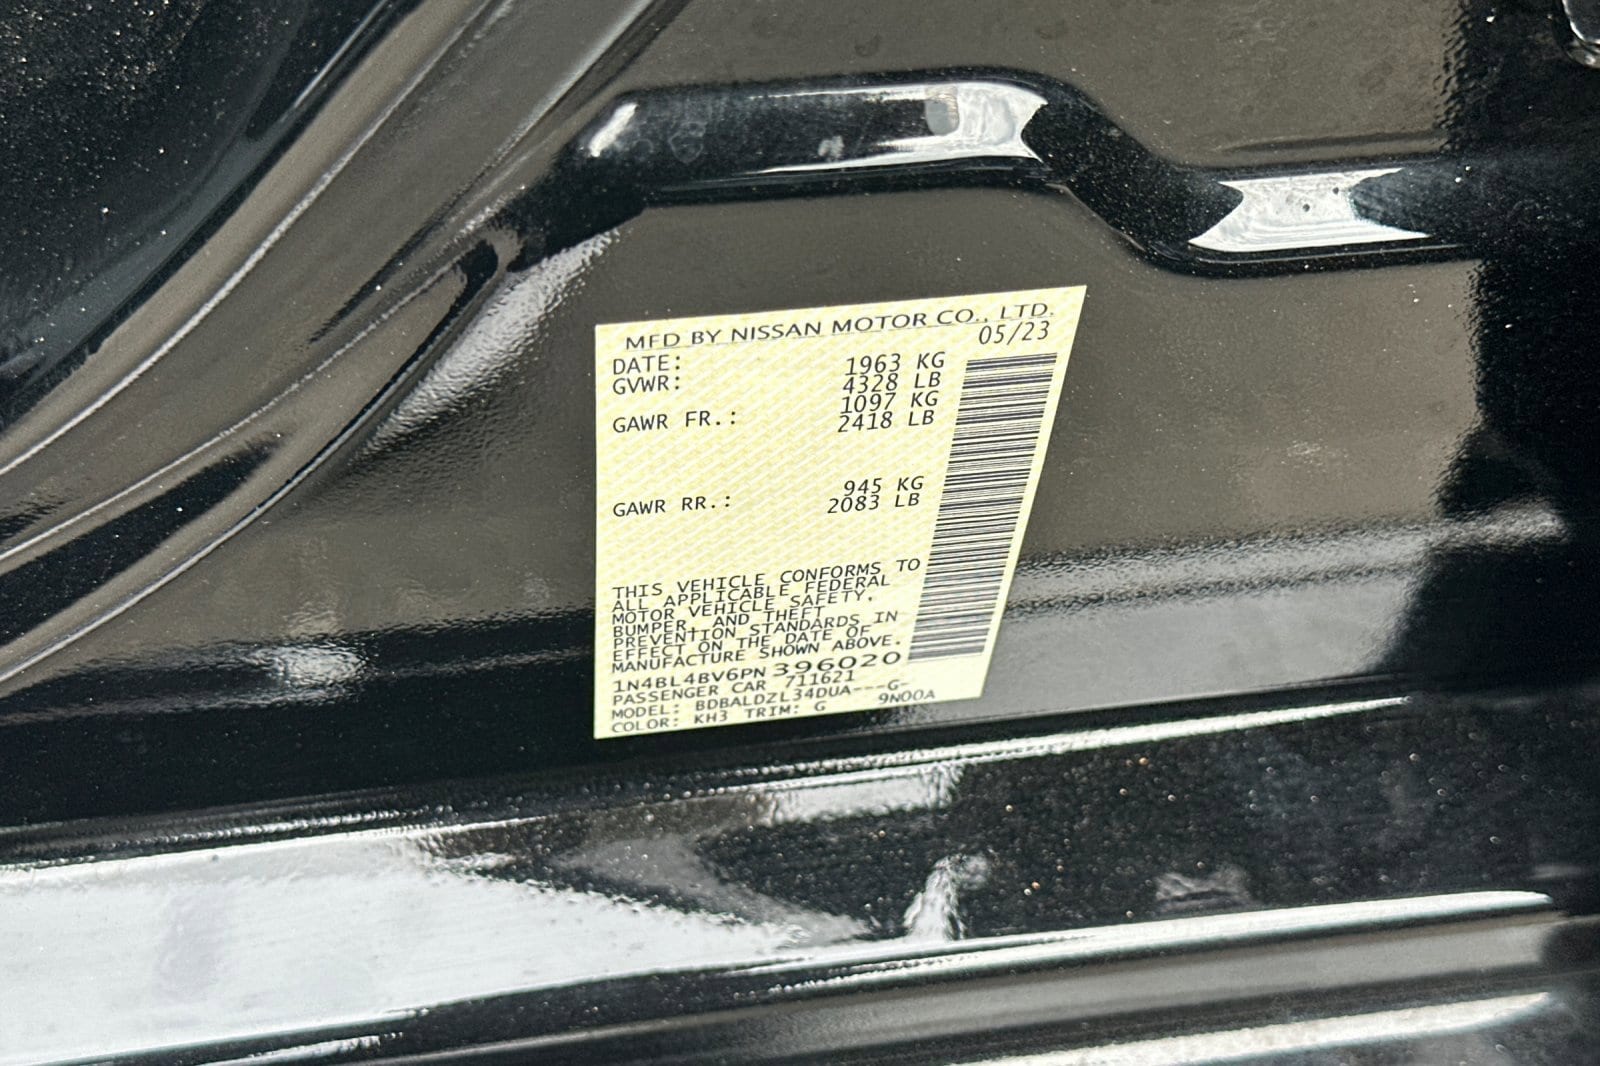 MFD BY NISSAN MOTOR CO., LTD.
DATE: 05/23
GVWR: 1963 KG
4328 LB
GAWR FR.: 1097 KG
2418 LB
GAWR RR.: 945 KG
2083 LB
THIS VEHICLE CONFORMS TO
ALL APPLICABLE FEDERAL
MOTOR VEHICLE SAFETY,
BUMPER, AND THEFT
PREVENTION STANDARDS IN
EFFECT ON THE DATE OF
MANUFACTURE SHOWN ABOVE.
1N4BL4BV6PN396020
PASSENGER CAR 711621
MODEL: BDBALDZL34DUA---G-
COLOR: KH3 TRIM: G 9N00A